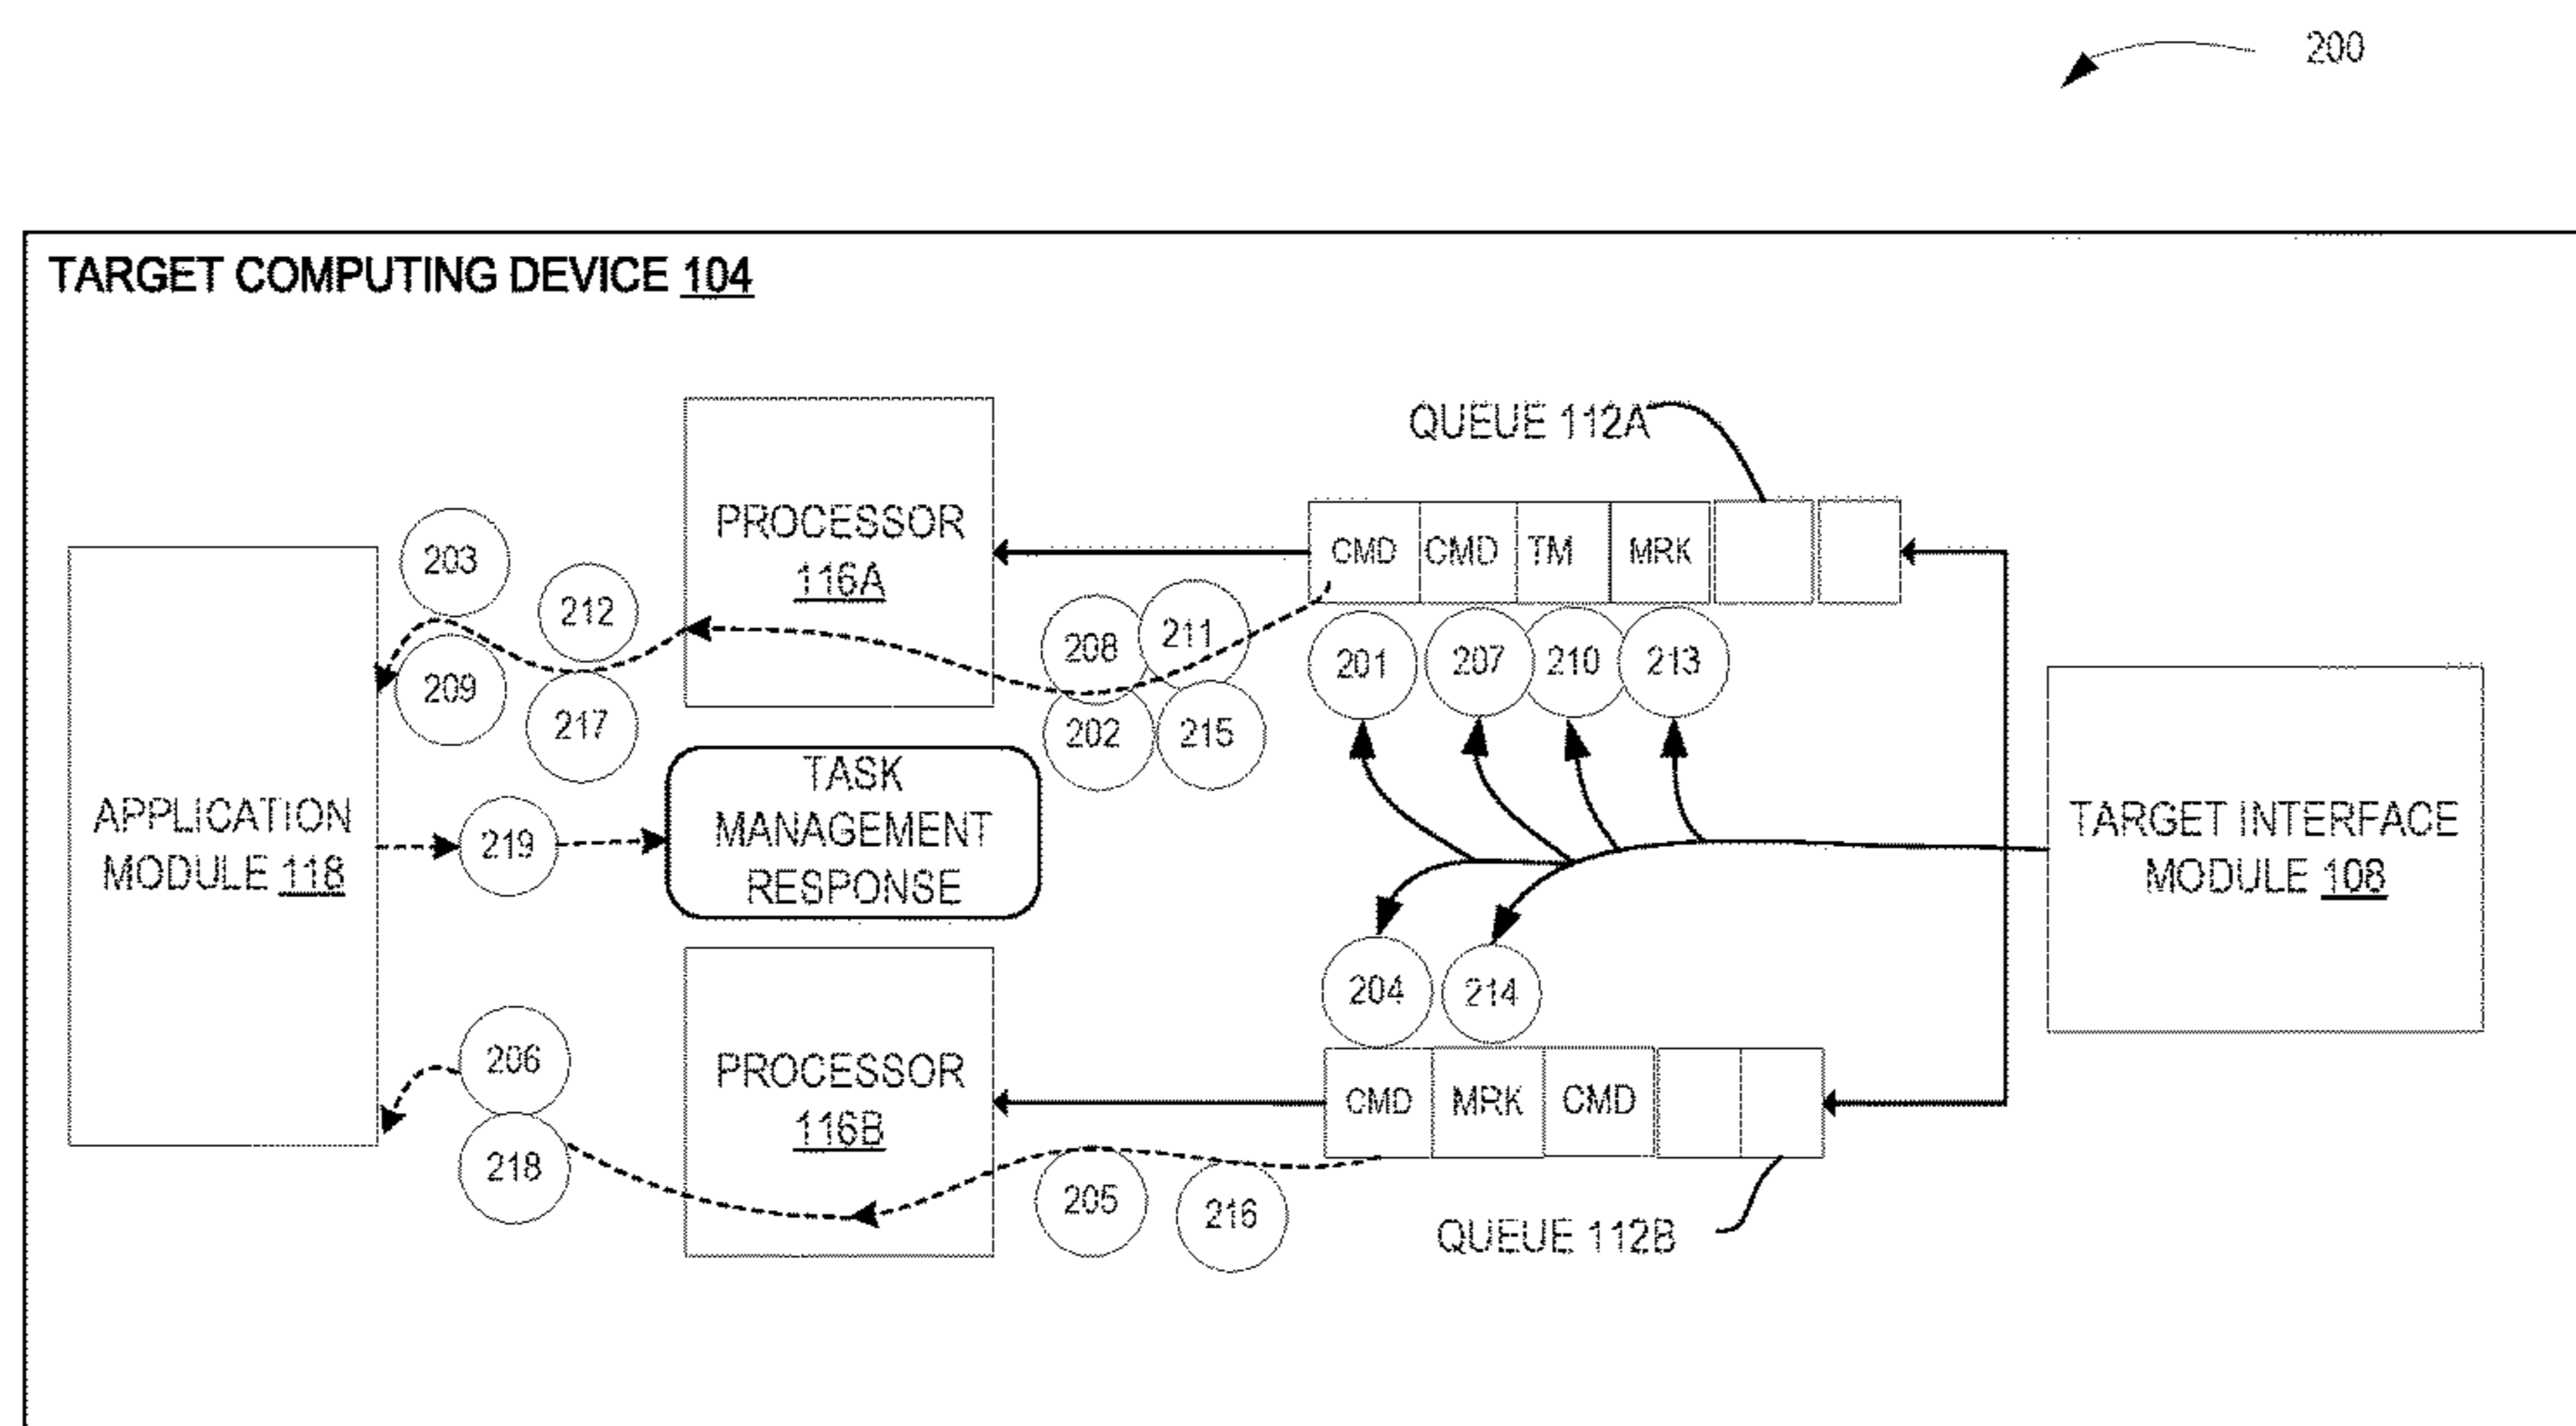 200
TARGET COMPUTING DEVICE 104
QUEUE 112A
PROCESSOR
116A
CMD CMD TM MRK
203
212
208 211
201 207 210 213
209
217
202 215
TASK
MANAGEMENT
RESPONSE
APPLICATION
MODULE 118
219
TARGET INTERFACE
MODULE 108
204 214
206
218
PROCESSOR
116B
CMD MRK CMD
205 216
QUEUE 112B